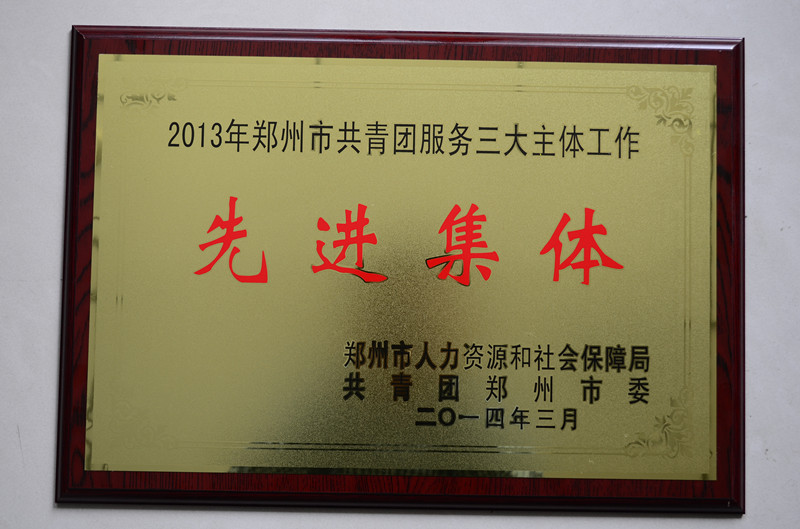 2013年郑州市共青团服务三大主体工作
先进集体
郑州市人力资源和社会保障局
共青团郑州市委
二〇一四年三月